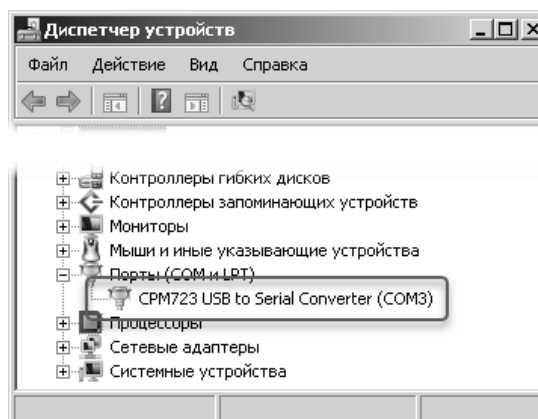 Диспетчер устройств
Файл Действие Вид Справка
Контроллеры гибких дисков
Контроллеры запоминающих устройств
Мониторы
Мыши и иные указывающие устройства
Порты (COM и LPT)
CPM723 USB to Serial Converter (COM3)
Процессоры
Сетевые адаптеры
Системные устройства